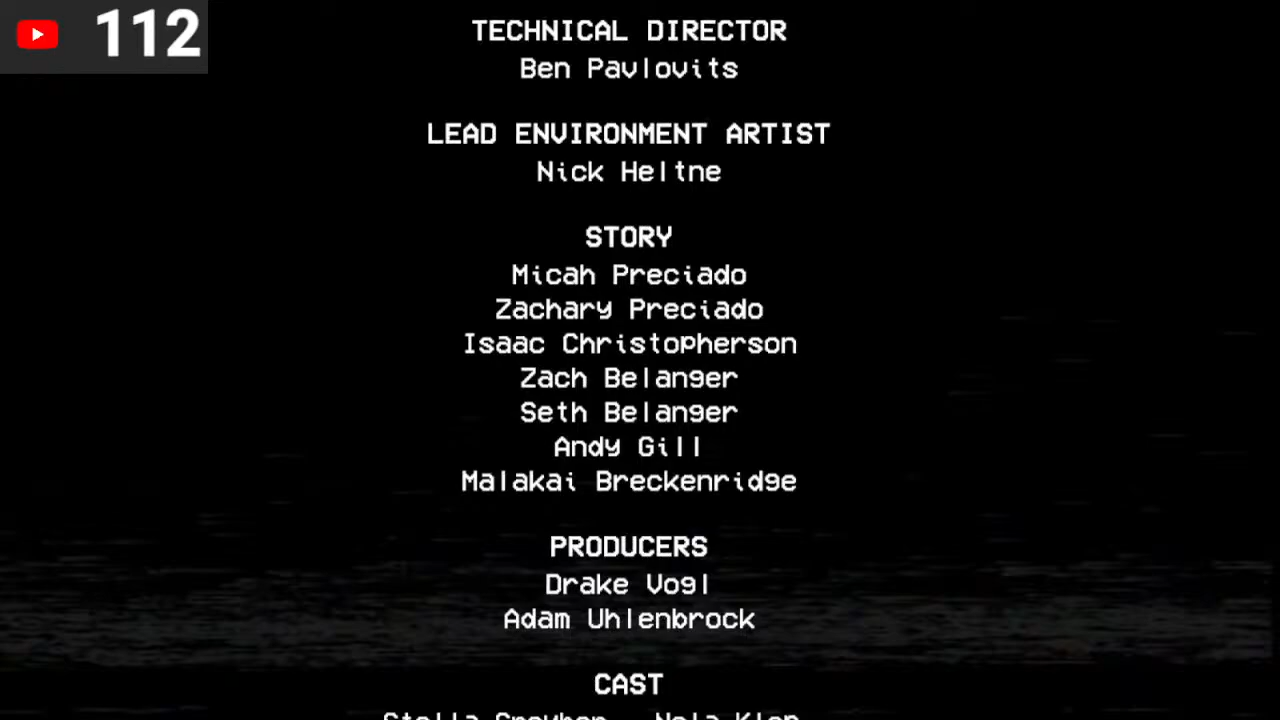 112
TECHNICAL DIRECTOR
Ben Pavlovits
LEAD ENVIRONMENT ARTIST
Nick Heltne
STORY
Micah Preciado
Zachary Preciado
Isaac Christopherson
Zach Belanger
Seth Belanger
Andy Gill
Malakai Breckenridge
PRODUCERS
Drake Vogl
Adam Uhlenbrock
CAST